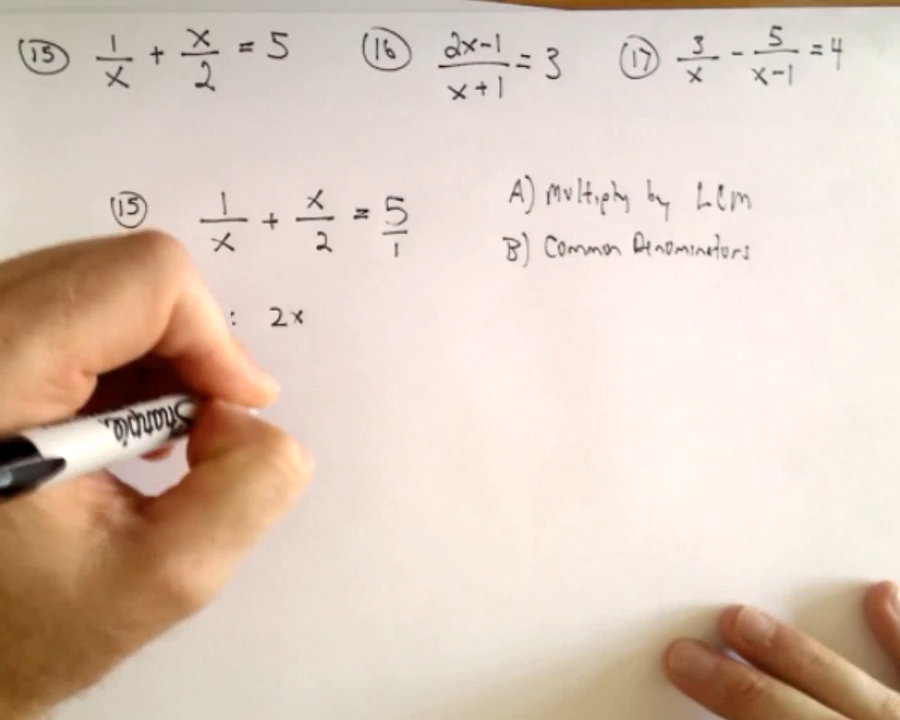 (15) 1/x + x/2 = 5 (16) (2x-1)/(x+1) = 3 (17) 3/x - 5/(x-1) = 4
(15) 1/x + x/2 = 5/1
A) Multiply by LCM
B) Common Denominators
: 2x
Sharpie